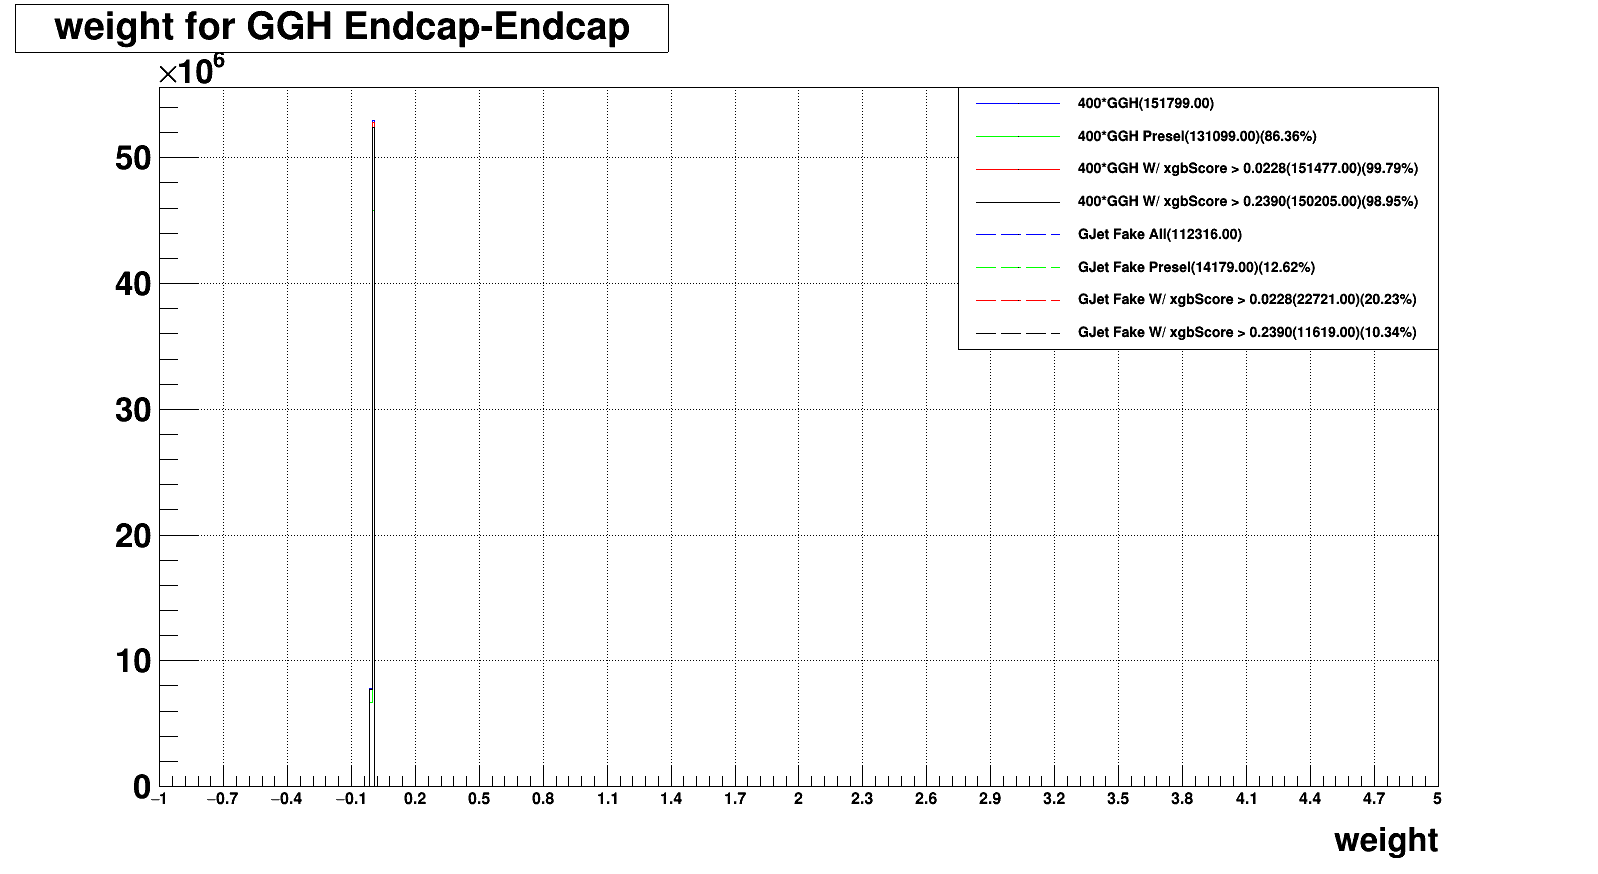 weight for GGH Endcap-Endcap
×10⁶
400*GGH(151799.00)
400*GGH Presel(131099.00)(86.36%)
400*GGH W/ xgbScore > 0.0228(151477.00)(99.79%)
400*GGH W/ xgbScore > 0.2390(150205.00)(98.95%)
GJet Fake All(112316.00)
GJet Fake Presel(14179.00)(12.62%)
GJet Fake W/ xgbScore > 0.0228(22721.00)(20.23%)
GJet Fake W/ xgbScore > 0.2390(11619.00)(10.34%)
50
40
30
20
10
0
−1 −0.7 −0.4 −0.1 0.2 0.5 0.8 1.1 1.4 1.7 2 2.3 2.6 2.9 3.2 3.5 3.8 4.1 4.4 4.7 5
weight